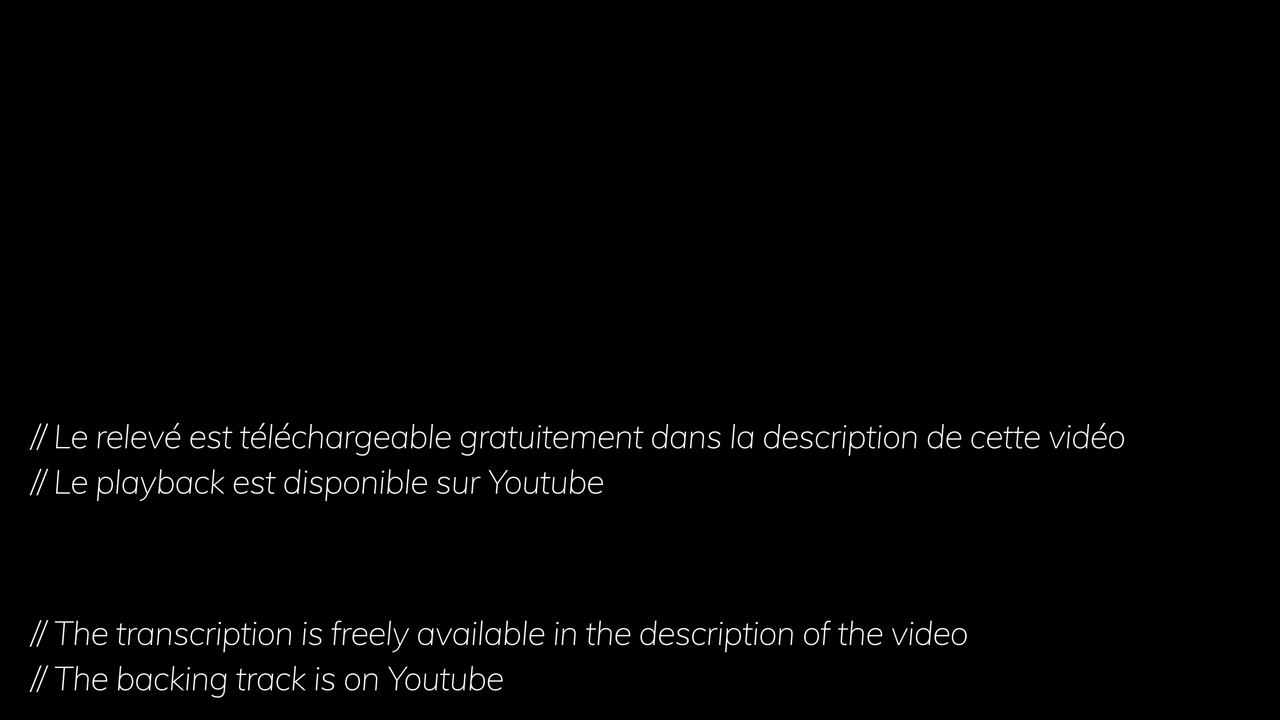 // Le relevé est téléchargeable gratuitement dans la description de cette vidéo
// Le playback est disponible sur Youtube
// The transcription is freely available in the description of the video
// The backing track is on Youtube